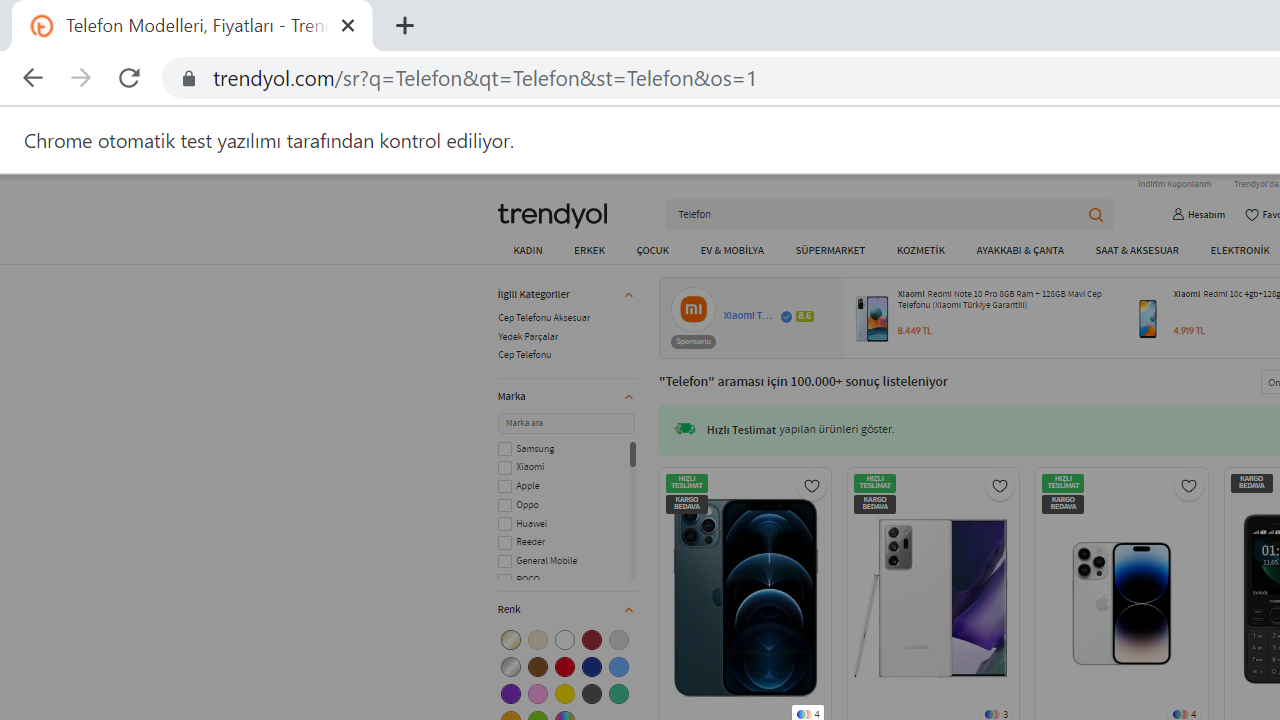 Telefon Modelleri, Fiyatları - Tren
trendyol.com/sr?q=Telefon&qt=Telefon&st=Telefon&os=1
Chrome otomatik test yazılımı tarafından kontrol ediliyor.
İndirim Kuponlarım Trendyol'da
trendyol
Telefon
Hesabım
KADIN ERKEK ÇOCUK EV & MOBİLYA SÜPERMARKET KOZMETİK AYAKKABI & ÇANTA SAAT & AKSESUAR ELEKTRONİK
İlgili Kategoriler
Cep Telefonu Aksesuar
Yedek Parçalar
Cep Telefonu
Marka
Marka ara
Samsung
Xiaomi
Apple
Oppo
Huawei
Reeder
General Mobile
POCO
Renk
mi
Xiaomi T... 8.6
Sponsorlu
Xiaomi Redmi Note 10 Pro 8GB Ram + 128GB Mavi Cep
Telefonu (Xiaomi Türkiye Garantili)
8.449 TL
Xiaomi Redmi 10c 4gb+128g
4.919 TL
"Telefon" araması için 100.000+ sonuç listeleniyor
Hızlı Teslimat yapılan ürünleri göster.
HIZLI
TESLİMAT
KARGO
BEDAVA
4
HIZLI
TESLİMAT
KARGO
BEDAVA
SAMSUNG
3
HIZLI
TESLİMAT
KARGO
BEDAVA
4
KARGO
BEDAVA
01:
11.05.